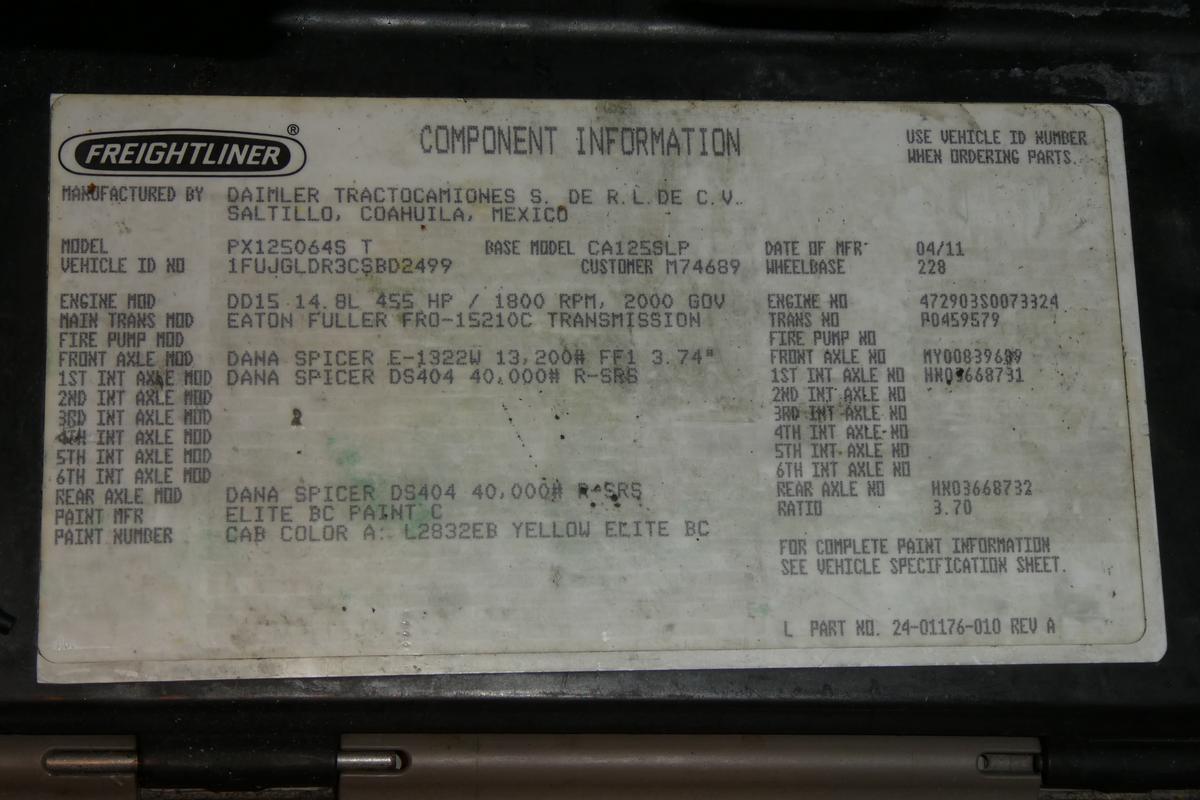 FREIGHTLINER ®
COMPONENT INFORMATION
USE VEHICLE ID NUMBER
WHEN ORDERING PARTS.
MANUFACTURED BY DAIMLER TRACTOCAMIONES S. DE R.L.DE C.V.
SALTILLO, COAHUILA, MEXICO
MODEL PX125064S T BASE MODEL CA125SLP DATE OF MFR 04/11
VEHICLE ID NO 1FUJGLDR3CSBD2499 CUSTOMER M74689 WHEELBASE 228
ENGINE MOD DD15 14.8L 455 HP / 1800 RPM, 2000 GOV ENGINE NO 472903S0073324
MAIN TRANS MOD EATON FULLER FRO-15210C TRANSMISSION TRANS NO P0459579
FIRE PUMP MOD FIRE PUMP NO
FRONT AXLE MOD DANA SPICER E-1322W 13,200# FF1 3.74" FRONT AXLE NO
1ST INT AXLE MOD DANA SPICER DS404 40,000# R-SRS 1ST INT AXLE NO HN03668731
2ND INT AXLE MOD 2ND INT AXLE NO
3RD INT AXLE MOD 3RD INT AXLE NO
4TH INT AXLE MOD 4TH INT AXLE NO
5TH INT AXLE MOD 5TH INT AXLE NO
6TH INT AXLE MOD 6TH INT AXLE NO
REAR AXLE MOD DANA SPICER DS404 40,000# R-SRS REAR AXLE NO HN03668732
PAINT MFR ELITE BC PAINT C RATIO 3.70
PAINT NUMBER CAB COLOR A: L2832EB YELLOW ELITE BC
FOR COMPLETE PAINT INFORMATION
SEE VEHICLE SPECIFICATION SHEET.
L PART NO. 24-01176-010 REV A